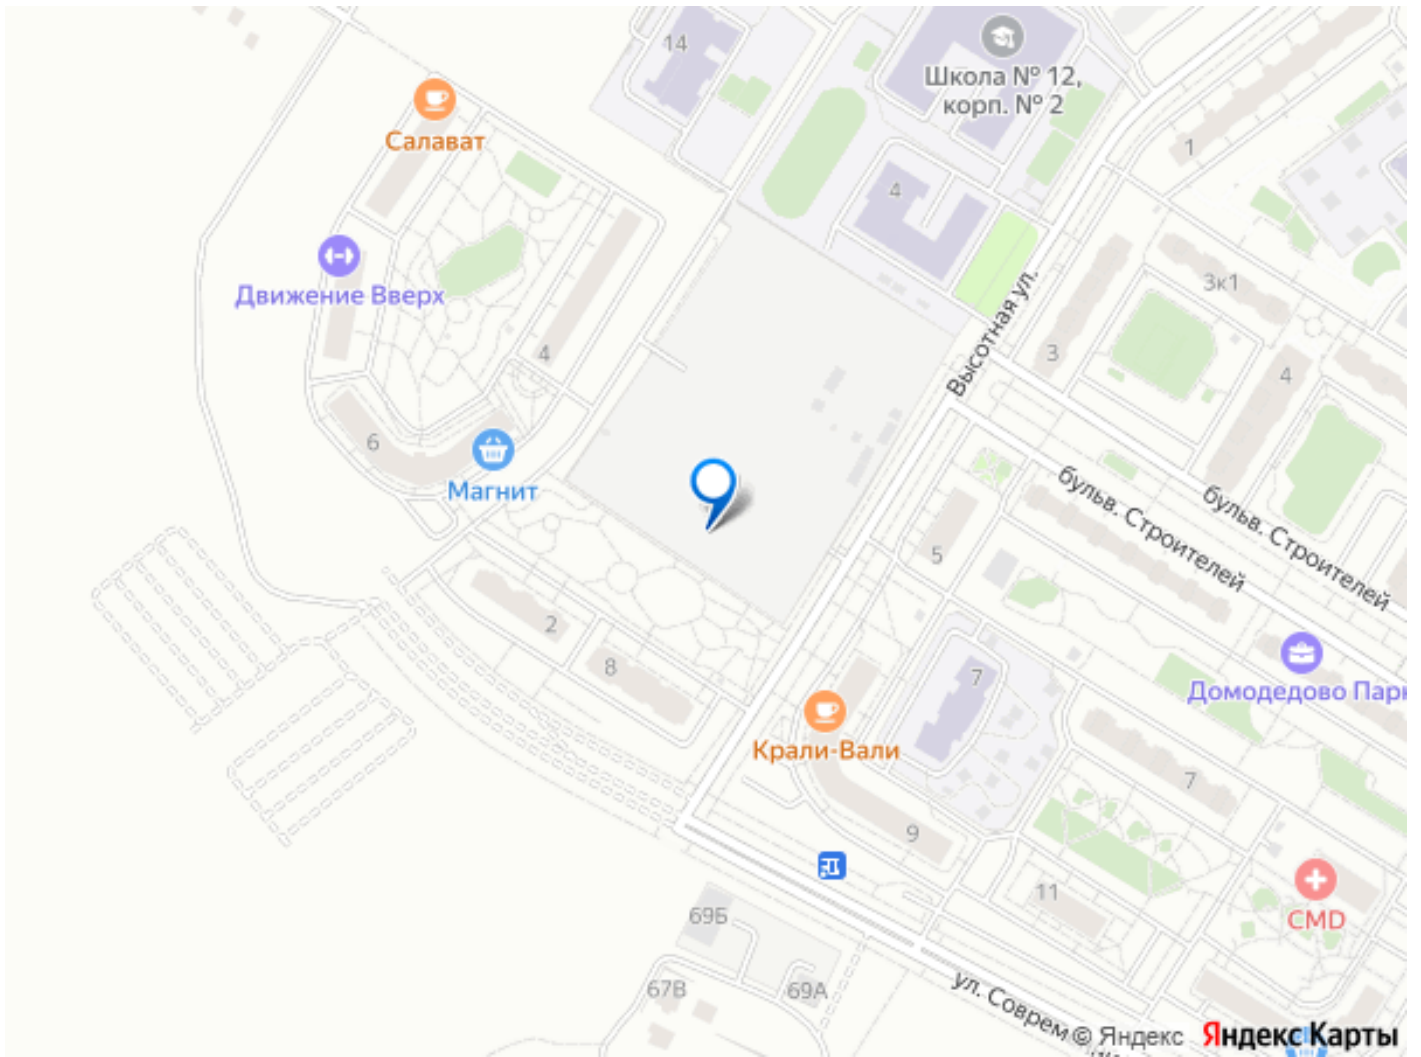 14
Школа № 12,
корп. № 2
Салават
1
4
Движение Вверх
3к1
Высотная ул.
4
3
4
6
Магнит
бульв. Строителей
бульв. Строителей
5
2
8
7
Домодедово Парк
Крали-Вали
7
9
11
CMD
69Б
67В
69А
ул. Соврем
© Яндекс
Яндекс Карты